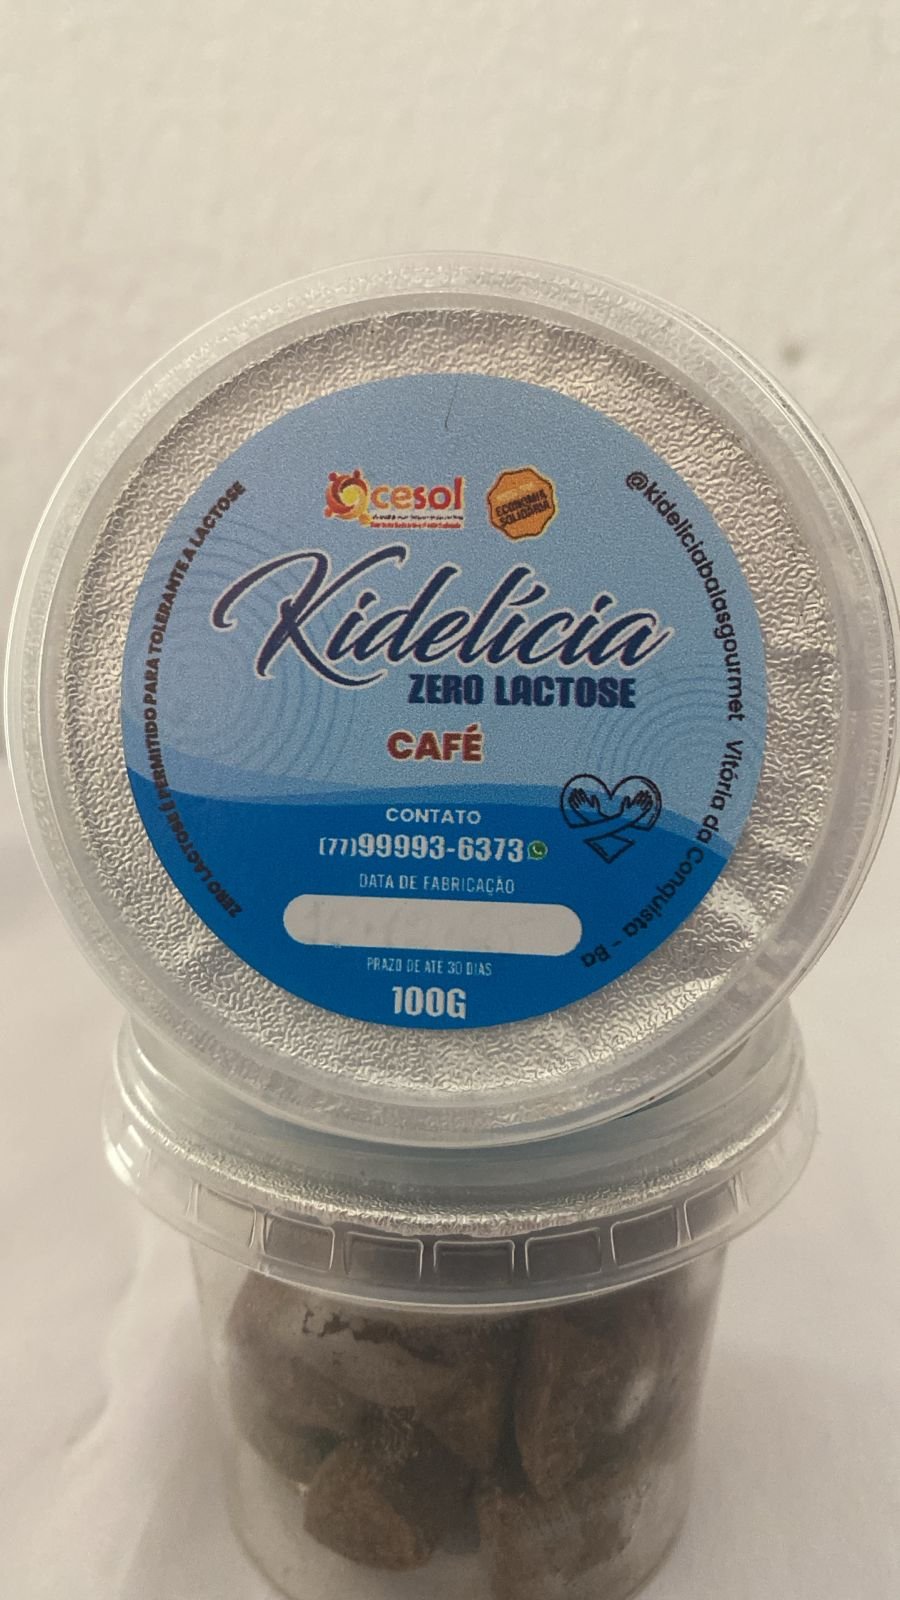 cesol
ECONOMIA
SOLIDÁRIA
Kidelícia
ZERO LACTOSE
CAFÉ
CONTATO
(77)99993-6373
DATA DE FABRICAÇÃO
PRAZO DE ATE 30 DIAS
100G
ZERO LACTOSE É PERMITIDO PARA TOLERANTE A LACTOSE
@kideliciabalasgourmet Vitória da Conquista - Ba